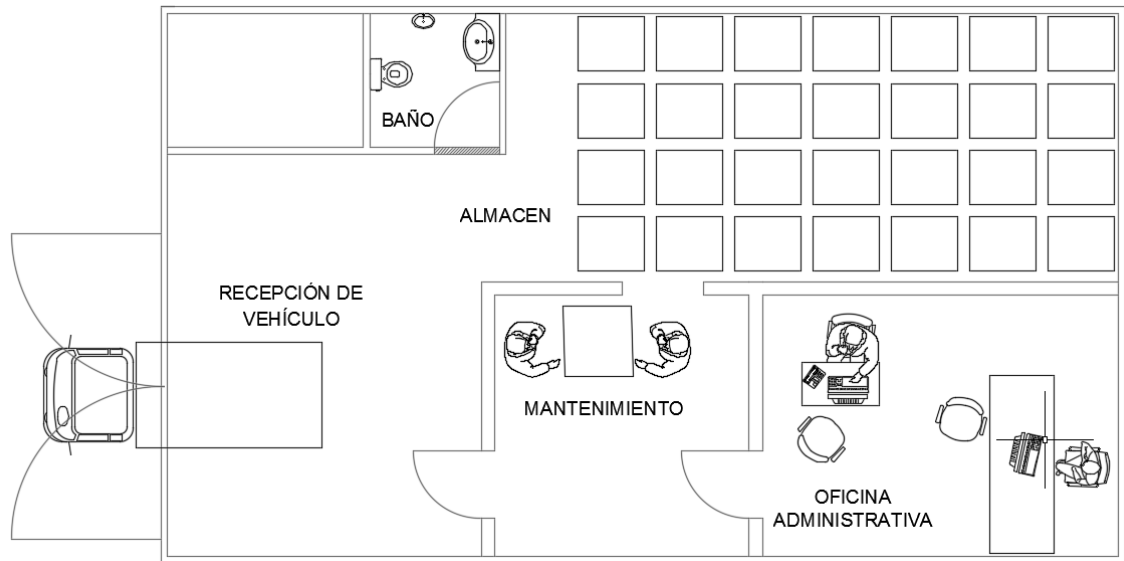 BAÑO
ALMACEN
RECEPCIÓN DE
VEHÍCULO
MANTENIMIENTO
OFICINA
ADMINISTRATIVA